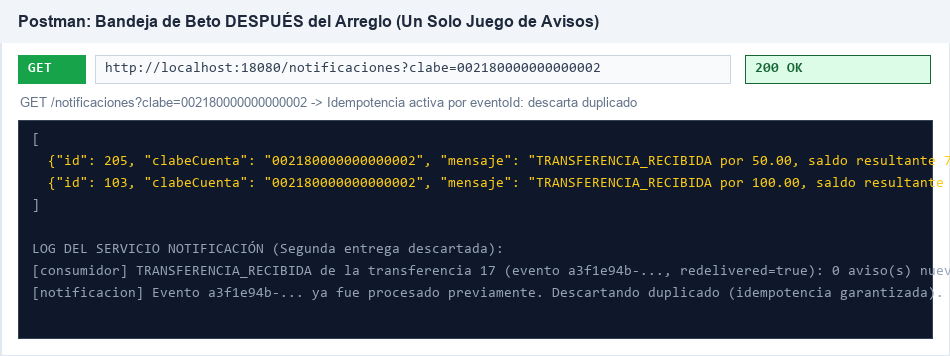 Postman: Bandeja de Beto DESPUÉS del Arreglo (Un Solo Juego de Avisos)
GET http://localhost:18080/notificaciones?clabe=002180000000000002 200 OK
GET /notificaciones?clabe=002180000000000002 -> Idempotencia activa por eventoId: descarta duplicado
[
{"id": 205, "clabeCuenta": "002180000000000002", "mensaje": "TRANSFERENCIA_RECIBIDA por 50.00, saldo resultante 7
{"id": 103, "clabeCuenta": "002180000000000002", "mensaje": "TRANSFERENCIA_RECIBIDA por 100.00, saldo resultante
]
LOG DEL SERVICIO NOTIFICACIÓN (Segunda entrega descartada):
[consumidor] TRANSFERENCIA_RECIBIDA de la transferencia 17 (evento a3f1e94b-..., redelivered=true): 0 aviso(s) nuev
[notificacion] Evento a3f1e94b-... ya fue procesado previamente. Descartando duplicado (idempotencia garantizada).